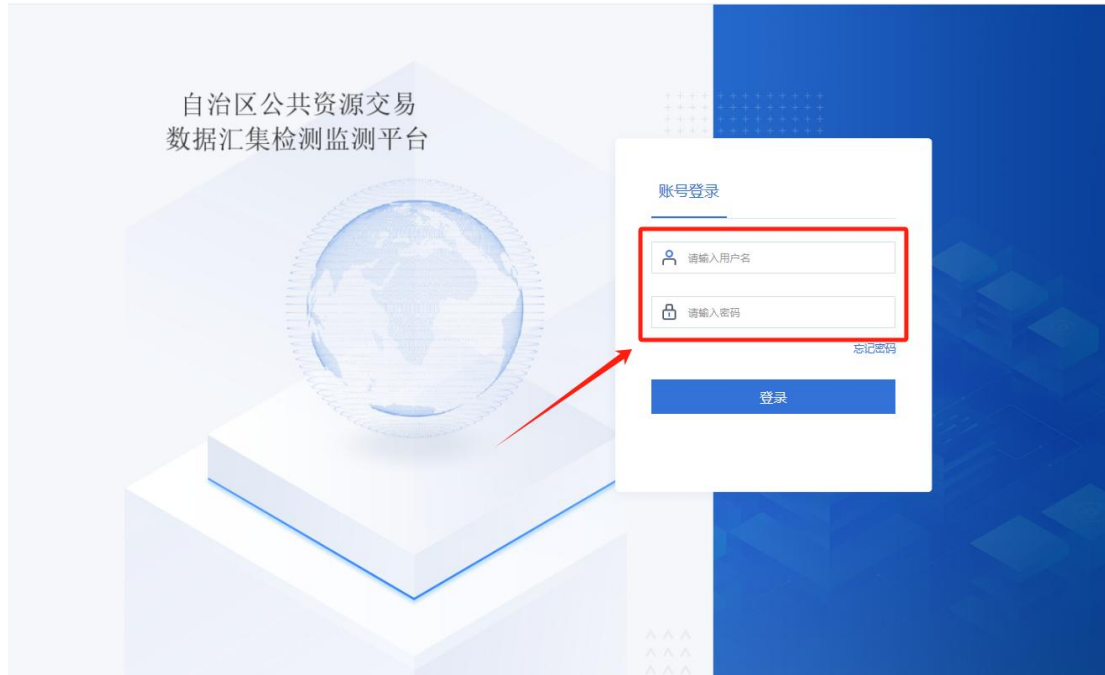 自治区公共资源交易
数据汇集检测监测平台
账号登录
请输入用户名
请输入密码
忘记密码
登录